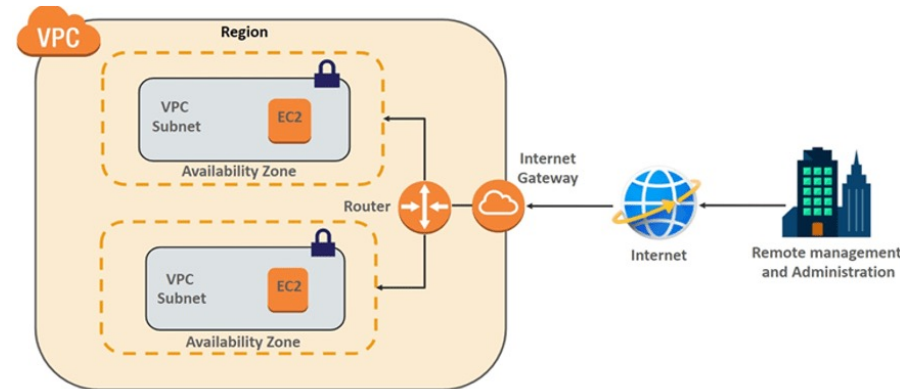 VPC
Region
VPC
Subnet
EC2
Availability Zone
Internet
Gateway
Router
VPC
Subnet
EC2
Availability Zone
Internet
Remote management
and Administration